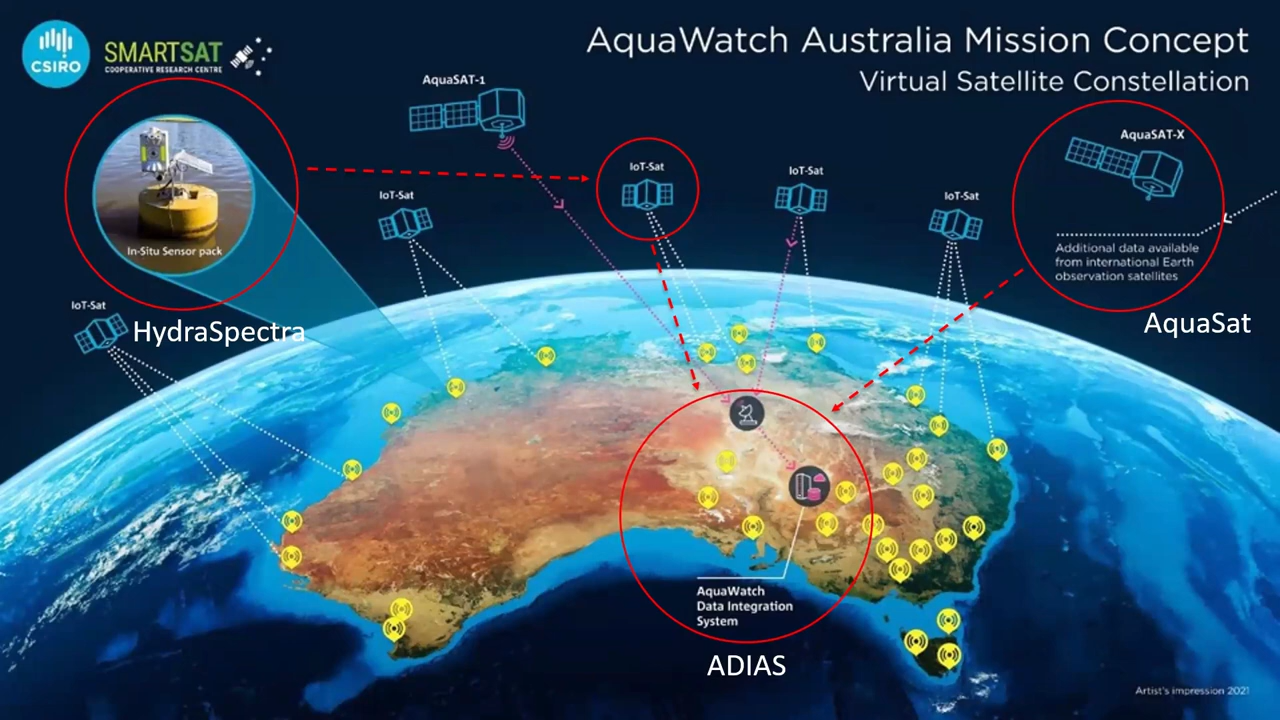 AquaWatch Australia Mission Concept
Virtual Satellite Constellation
CSIRO
SMARTSAT
COOPERATIVE RESEARCH CENTRE
AquaSAT-1
AquaSAT-X
IoT-Sat
IoT-Sat
IoT-Sat
IoT-Sat
In-Situ Sensor pack
Additional data available
from international Earth
observation satellites
IoT-Sat
HydraSpectra
AquaSat
AquaWatch
Data Integration
System
ADIAS
Artist's impression 2021